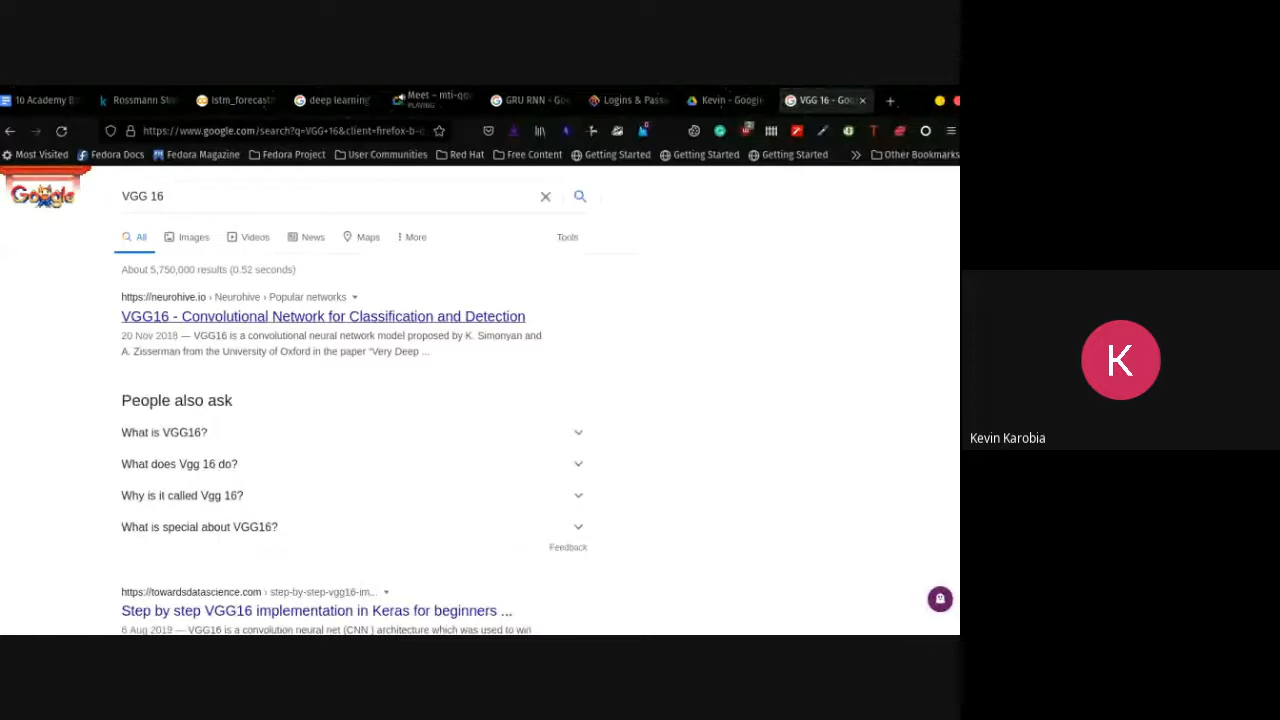 10 Academy B
Rossmann St
lstm_forecast
deep learning
Meet – mti-qo
PLAYING
GRU RNN - Go
Logins & Pass
Kevin - Google
VGG 16 - Goo
https://www.google.com/search?q=VGG+16&client=firefox-b-d
Most Visited
Fedora Docs
Fedora Magazine
Fedora Project
User Communities
Red Hat
Free Content
Getting Started
Getting Started
Getting Started
Other Bookmarks
Google
VGG 16
All
Images
Videos
News
Maps
More
Tools
About 5,750,000 results (0.52 seconds)
https://neurohive.io › Neurohive › Popular networks
VGG16 - Convolutional Network for Classification and Detection
20 Nov 2018 — VGG16 is a convolutional neural network model proposed by K. Simonyan and
A. Zisserman from the University of Oxford in the paper "Very Deep ...
People also ask
What is VGG16?
What does Vgg 16 do?
Why is it called Vgg 16?
What is special about VGG16?
Feedback
https://towardsdatascience.com › step-by-step-vgg16-im...
Step by step VGG16 implementation in Keras for beginners ...
6 Aug 2019 — VGG16 is a convolution neural net (CNN ) architecture which was used to win
K
Kevin Karobia